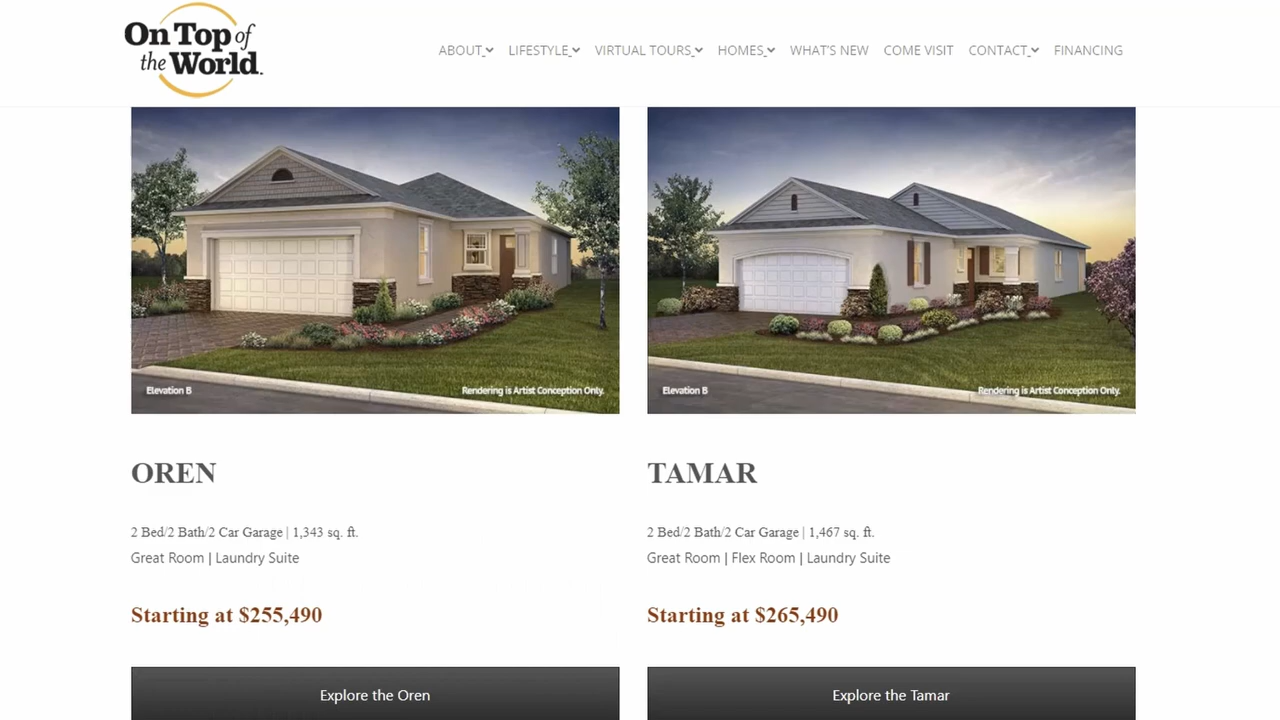 On Top of
the World.
ABOUT LIFESTYLE VIRTUAL TOURS HOMES WHAT'S NEW COME VISIT CONTACT FINANCING
Elevation B
Rendering is Artist Conception Only.
Elevation B
Rendering is Artist Conception Only.
OREN
2 Bed/2 Bath/2 Car Garage | 1,343 sq. ft.
Great Room | Laundry Suite
Starting at $255,490
Explore the Oren
TAMAR
2 Bed/2 Bath/2 Car Garage | 1,467 sq. ft.
Great Room | Flex Room | Laundry Suite
Starting at $265,490
Explore the Tamar